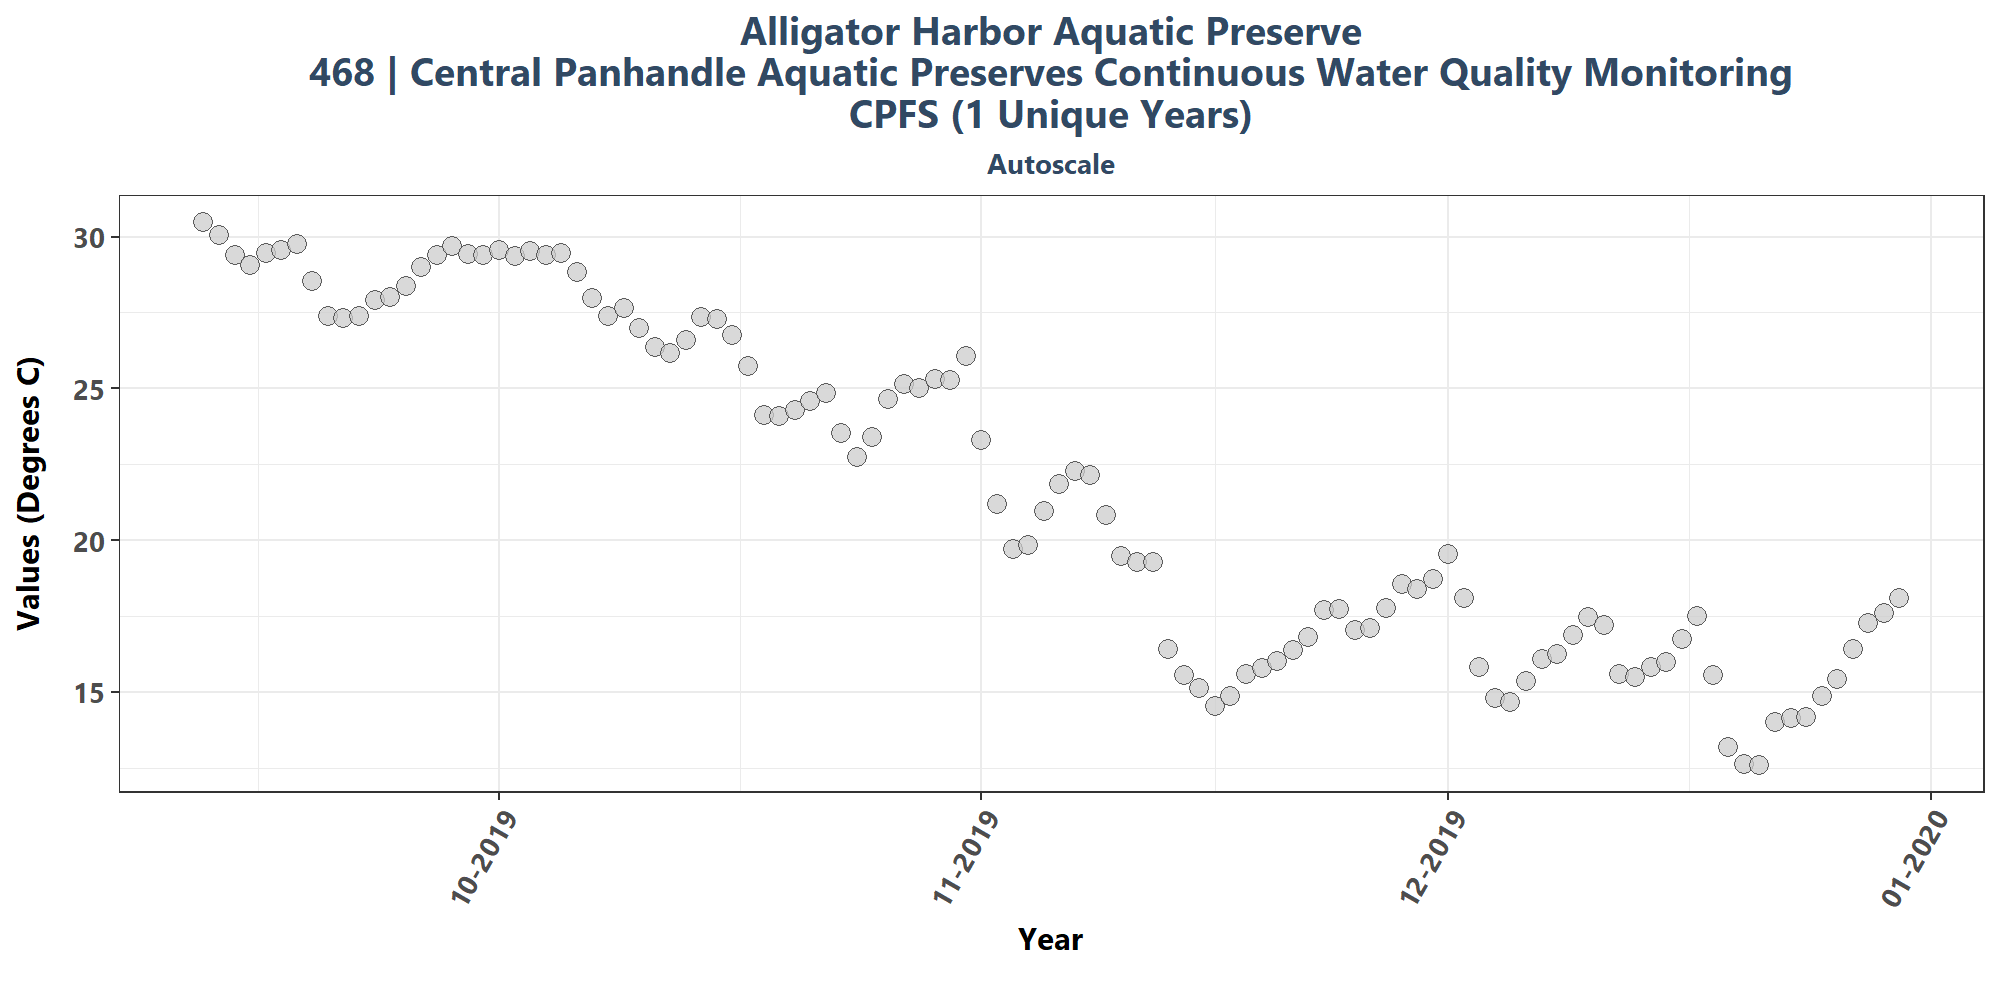 Alligator Harbor Aquatic Preserve
468 | Central Panhandle Aquatic Preserves Continuous Water Quality Monitoring
CPFS (1 Unique Years)
Autoscale
Values (Degrees C)
30
25
20
15
10-2019
11-2019
12-2019
01-2020
Year